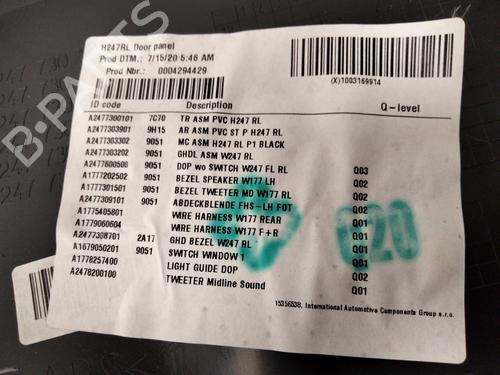 H247RL Door panel
Prod DTM.: 7/15/20 5:46 AM
Prod Nbr.: 0004294429
(X)1003169914
ID code Description Q-level
A2477300101 7C70 TR ASM PVC H247 RL
A2477303901 9H15 AR ASM PVC ST P H247 RL
A2477303302 9051 MC ASM H247 RL P1 BLACK
A2477303202 9051 GHDL ASM W247 RL
A2477600500 9051 DOP wo SWITCH W247 FL RL Q03
A1777202502 9051 BEZEL SPEAKER W177 LH Q02
A1777301501 9051 BEZEL TWEETER MD W177 RL Q02
A2477309101 9051 ABDECKBLENDE FHS-LH FOT Q02
A1775405801 WIRE HARNESS W177 REAR Q01
A1779060604 WIRE HARNESS W177 F+R Q01
A2477308701 2A17 GHD BEZEL W247 RL Q01
A1679050201 9051 SWITCH WINDOW 1 Q01
A1778257400 LIGHT GUIDE DOP Q02
A2478200100 TWEETER Midline Sound Q01
15356538, International Automotive Components Group s.r.o.
020
B-PARTS